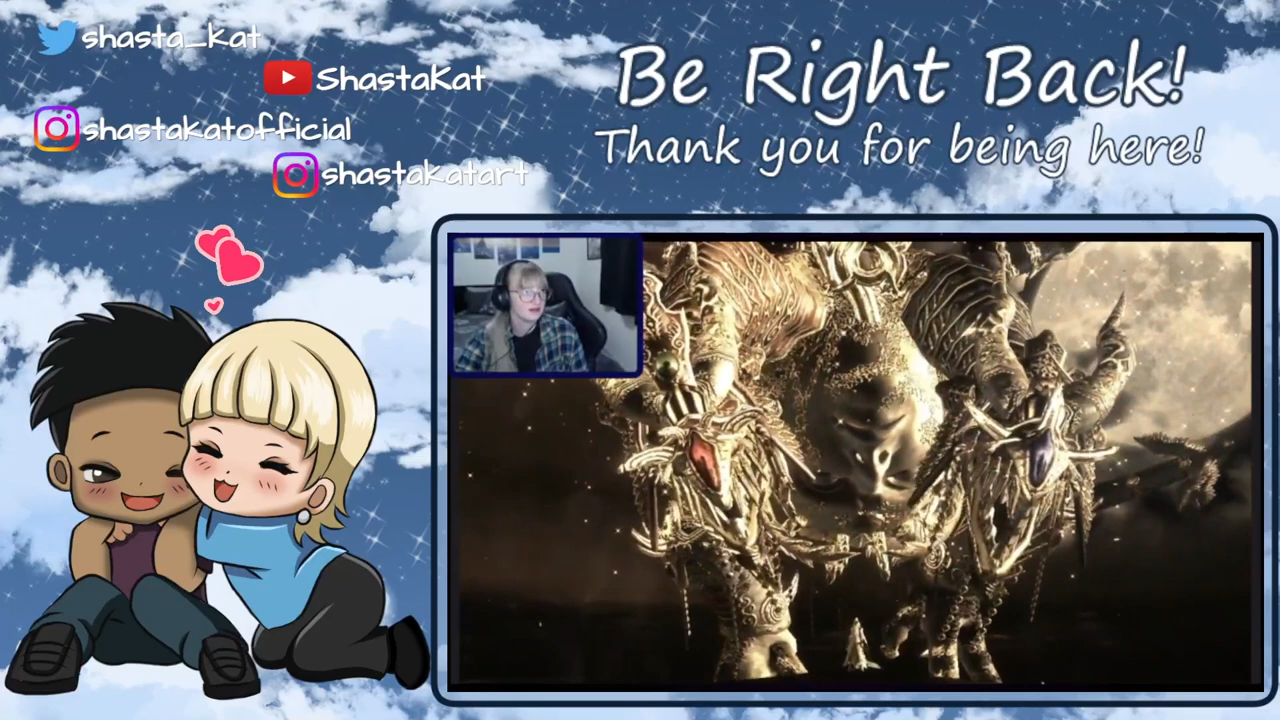 shasta_kat
ShastaKat
shastakatofficial
shastakatart
Be Right Back!
Thank you for being here!